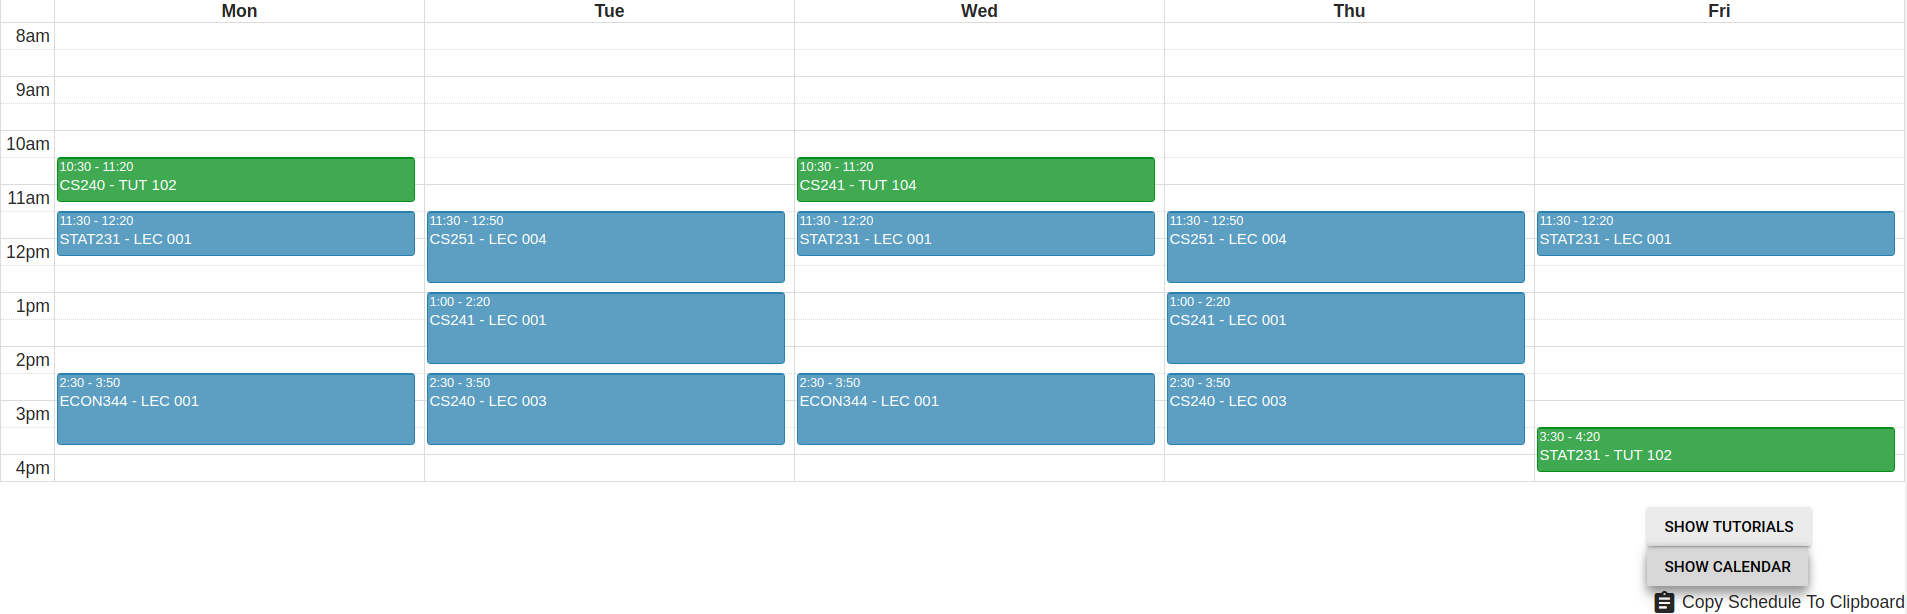 Mon Tue Wed Thu Fri
8am
9am
10am
10:30 - 11:20
CS240 - TUT 102
10:30 - 11:20
CS241 - TUT 104
11am
11:30 - 12:20
STAT231 - LEC 001
11:30 - 12:50
CS251 - LEC 004
11:30 - 12:20
STAT231 - LEC 001
11:30 - 12:50
CS251 - LEC 004
11:30 - 12:20
STAT231 - LEC 001
12pm
1pm
1:00 - 2:20
CS241 - LEC 001
1:00 - 2:20
CS241 - LEC 001
2pm
2:30 - 3:50
ECON344 - LEC 001
2:30 - 3:50
CS240 - LEC 003
2:30 - 3:50
ECON344 - LEC 001
2:30 - 3:50
CS240 - LEC 003
3pm
3:30 - 4:20
STAT231 - TUT 102
4pm
SHOW TUTORIALS
SHOW CALENDAR
Copy Schedule To Clipboard